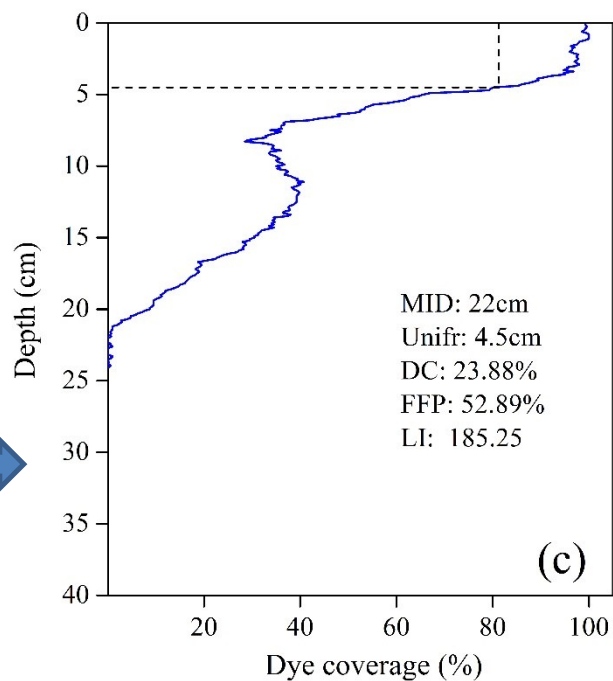 0
5
10
15
20
25
30
35
40
Depth (cm)
MID: 22cm
Unifr: 4.5cm
DC: 23.88%
FFP: 52.89%
LI: 185.25
(c)
20 40 60 80 100
Dye coverage (%)